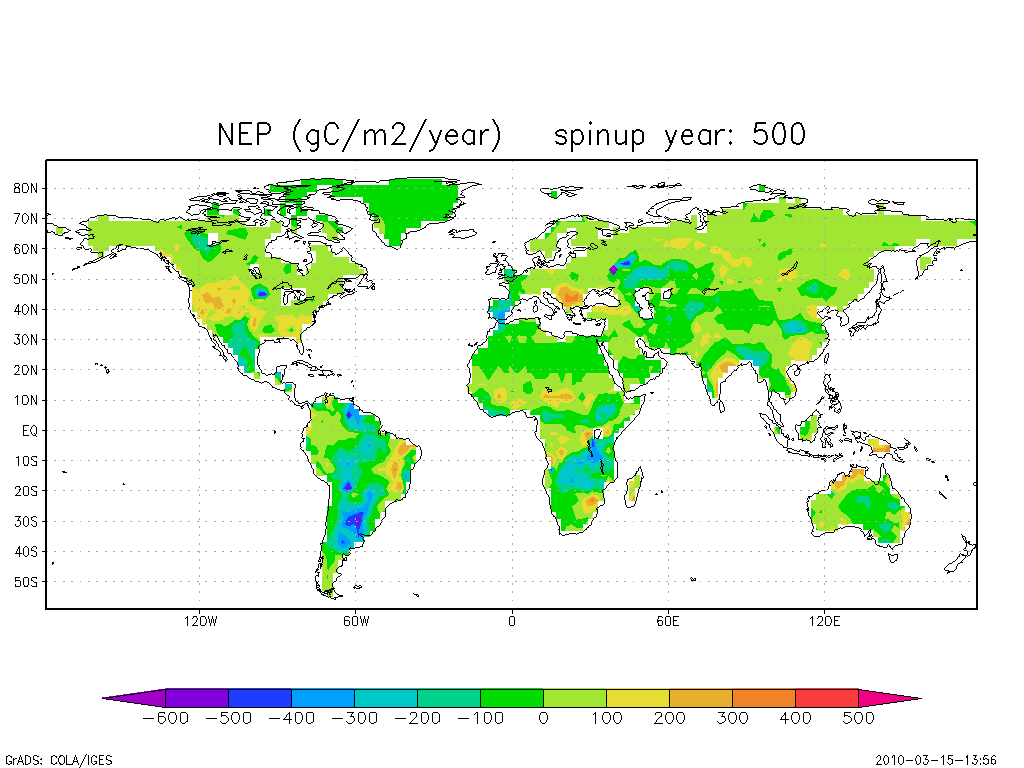 NEP (gC/m2/year) spinup year: 500
80N
70N
60N
50N
40N
30N
20N
10N
EQ
10S
20S
30S
40S
50S
120W 60W 0 60E 120E
−600 −500 −400 −300 −200 −100 0 100 200 300 400 500
GrADS: COLA/IGES 2010-03-15-13:56